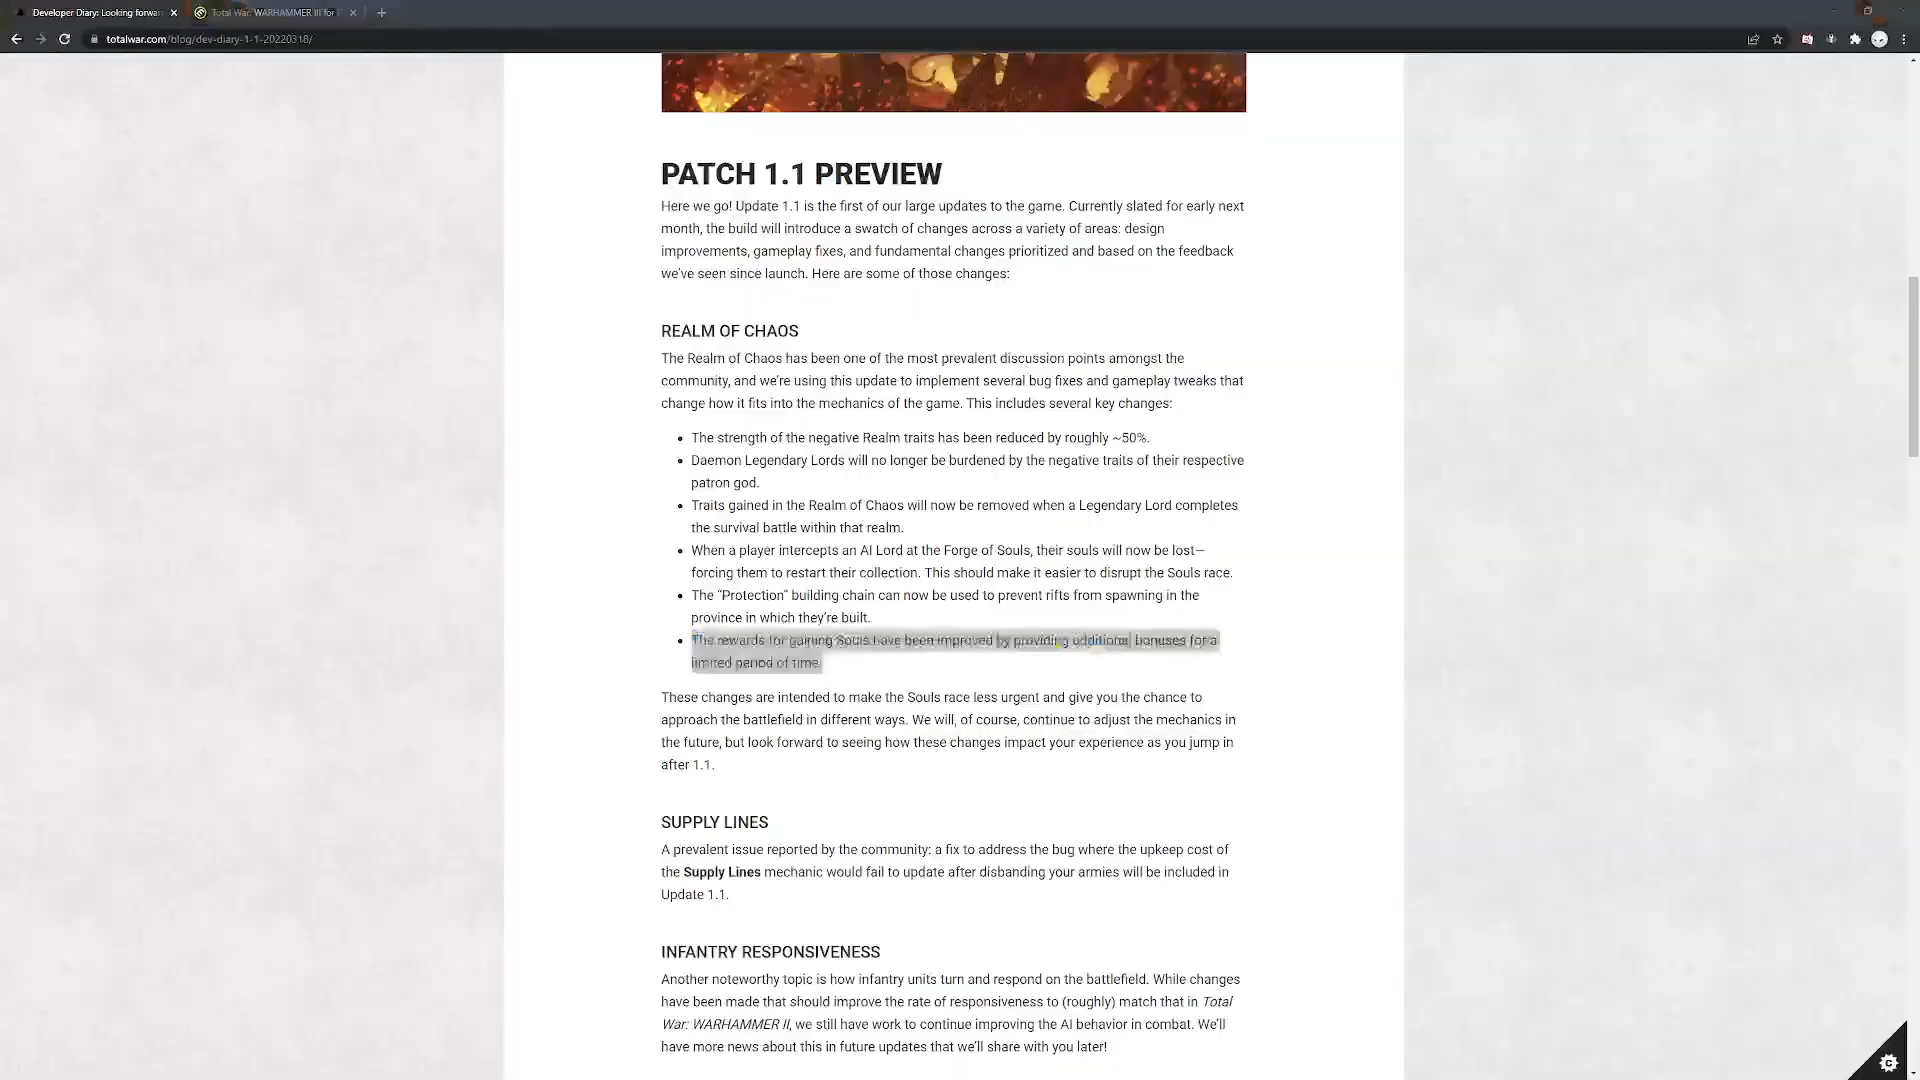 Developer Diary: Looking forwar
Total War: WARHAMMER III for
totalwar.com/blog/dev-diary-1-1-20220318/
PATCH 1.1 PREVIEW
Here we go! Update 1.1 is the first of our large updates to the game. Currently slated for early next
month, the build will introduce a swatch of changes across a variety of areas: design
improvements, gameplay fixes, and fundamental changes prioritized and based on the feedback
we've seen since launch. Here are some of those changes:
REALM OF CHAOS
The Realm of Chaos has been one of the most prevalent discussion points amongst the
community, and we're using this update to implement several bug fixes and gameplay tweaks that
change how it fits into the mechanics of the game. This includes several key changes:
• The strength of the negative Realm traits has been reduced by roughly ~50%.
• Daemon Legendary Lords will no longer be burdened by the negative traits of their respective
patron god.
• Traits gained in the Realm of Chaos will now be removed when a Legendary Lord completes
the survival battle within that realm.
• When a player intercepts an AI Lord at the Forge of Souls, their souls will now be lost—
forcing them to restart their collection. This should make it easier to disrupt the Souls race.
• The “Protection” building chain can now be used to prevent rifts from spawning in the
province in which they're built.
• The rewards for gaining Souls have been improved by providing additional bonuses for a
limited period of time.
These changes are intended to make the Souls race less urgent and give you the chance to
approach the battlefield in different ways. We will, of course, continue to adjust the mechanics in
the future, but look forward to seeing how these changes impact your experience as you jump in
after 1.1.
SUPPLY LINES
A prevalent issue reported by the community: a fix to address the bug where the upkeep cost of
the Supply Lines mechanic would fail to update after disbanding your armies will be included in
Update 1.1.
INFANTRY RESPONSIVENESS
Another noteworthy topic is how infantry units turn and respond on the battlefield. While changes
have been made that should improve the rate of responsiveness to (roughly) match that in Total
War: WARHAMMER II, we still have work to continue improving the AI behavior in combat. We'll
have more news about this in future updates that we'll share with you later!